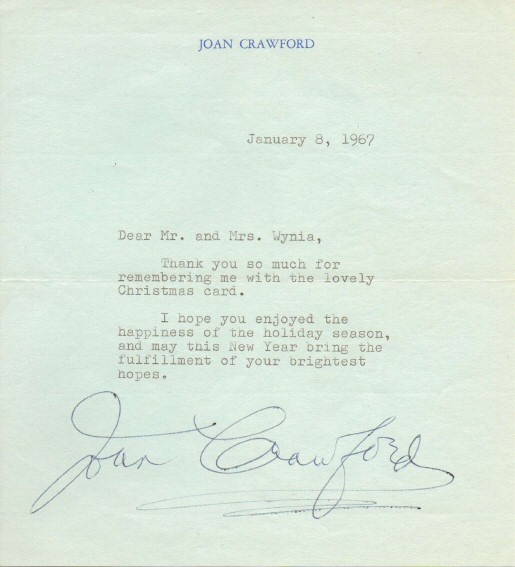 JOAN CRAWFORD
January 8, 1967
Dear Mr. and Mrs. Wynia,
Thank you so much for
remembering me with the lovely
Christmas card.
I hope you enjoyed the
happiness of the holiday season,
and may this New Year bring the
fulfillment of your brightest
hopes.
Joan Crawford